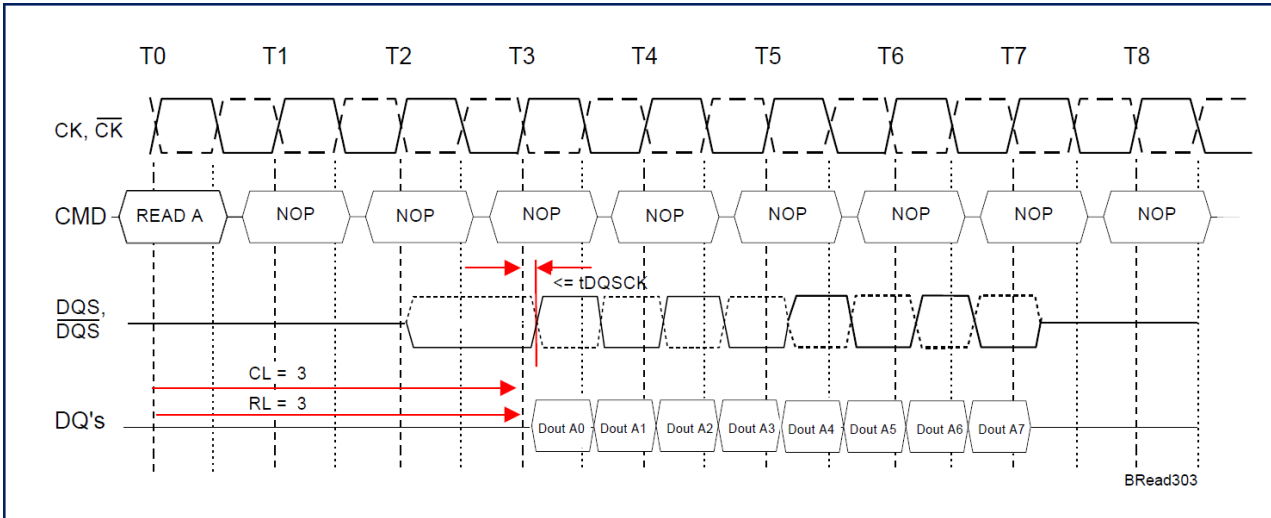 T0 T1 T2 T3 T4 T5 T6 T7 T8
CK, CK
CMD READ A NOP NOP NOP NOP NOP NOP NOP NOP
<= tDQSCK
DQS,
DQS
CL = 3
RL = 3
DQ's Dout A0 Dout A1 Dout A2 Dout A3 Dout A4 Dout A5 Dout A6 Dout A7
BRead303